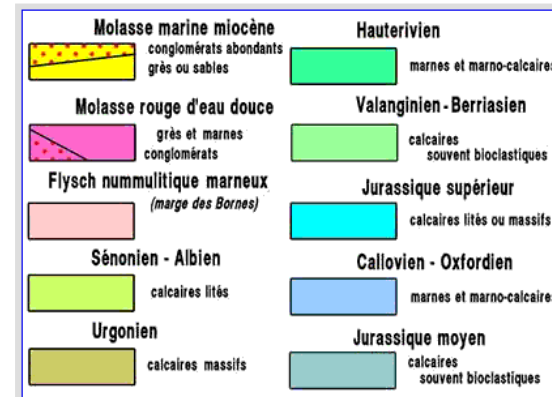 Molasse marine miocène
conglomérats abondants
grès ou sables
Molasse rouge d'eau douce
grès et marnes
conglomérats
Flysch nummulitique marneux
(marge des Bornes)
Sénonien - Albien
calcaires lités
Urgonien
calcaires massifs
Hauterivien
marnes et marno-calcaires
Valanginien-Berriasien
calcaires
souvent bioclastiques
Jurassique supérieur
calcaires lités ou massifs
Callovien - Oxfordien
marnes et marno-calcaires
Jurassique moyen
calcaires
souvent bioclastiques